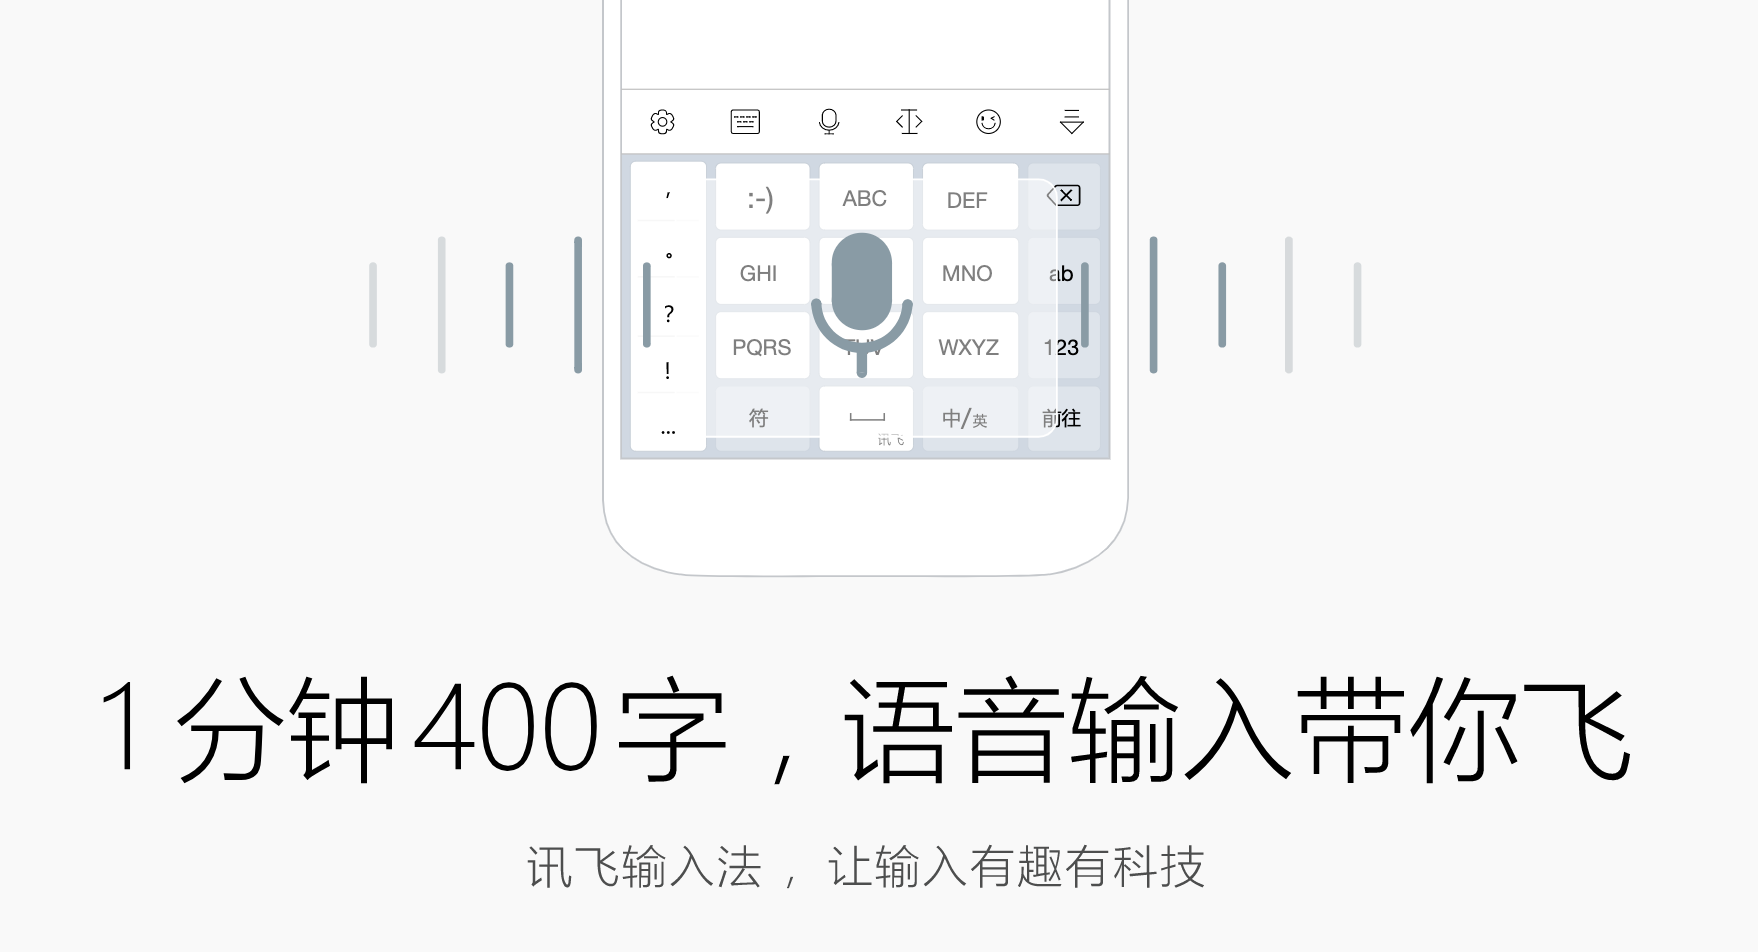 , :-) ABC DEF
。 GHI MNO ab
? PQRS TUV WXYZ 123
!
... 符 中/英 前往
讯飞
1分钟400字，语音输入带你飞
讯飞输入法，让输入有趣有科技